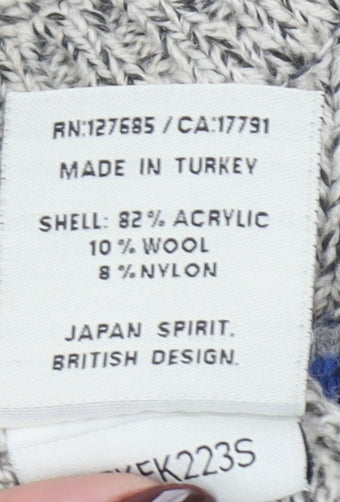 RN:127685 / CA:17791
MADE IN TURKEY
SHELL: 82% ACRYLIC
10 % WOOL
8 % NYLON
JAPAN SPIRIT.
BRITISH DESIGN.